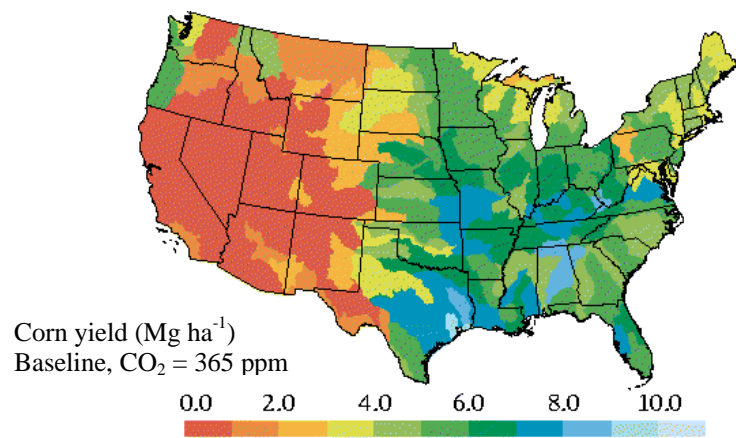 Corn yield (Mg ha⁻¹)
Baseline, CO₂ = 365 ppm
0.0 2.0 4.0 6.0 8.0 10.0